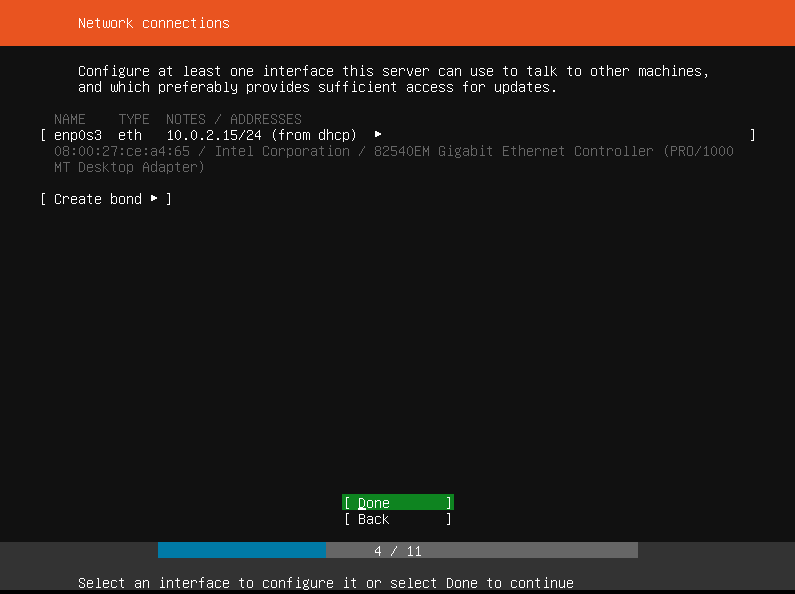 Network connections
Configure at least one interface this server can use to talk to other machines,
and which preferably provides sufficient access for updates.
NAME TYPE NOTES / ADDRESSES
[ enp0s3 eth 10.0.2.15/24 (from dhcp) ▸ ]
08:00:27:ce:a4:65 / Intel Corporation / 82540EM Gigabit Ethernet Controller (PRO/1000
MT Desktop Adapter)
[ Create bond ▸ ]
[ Done ]
[ Back ]
4 / 11
Select an interface to configure it or select Done to continue